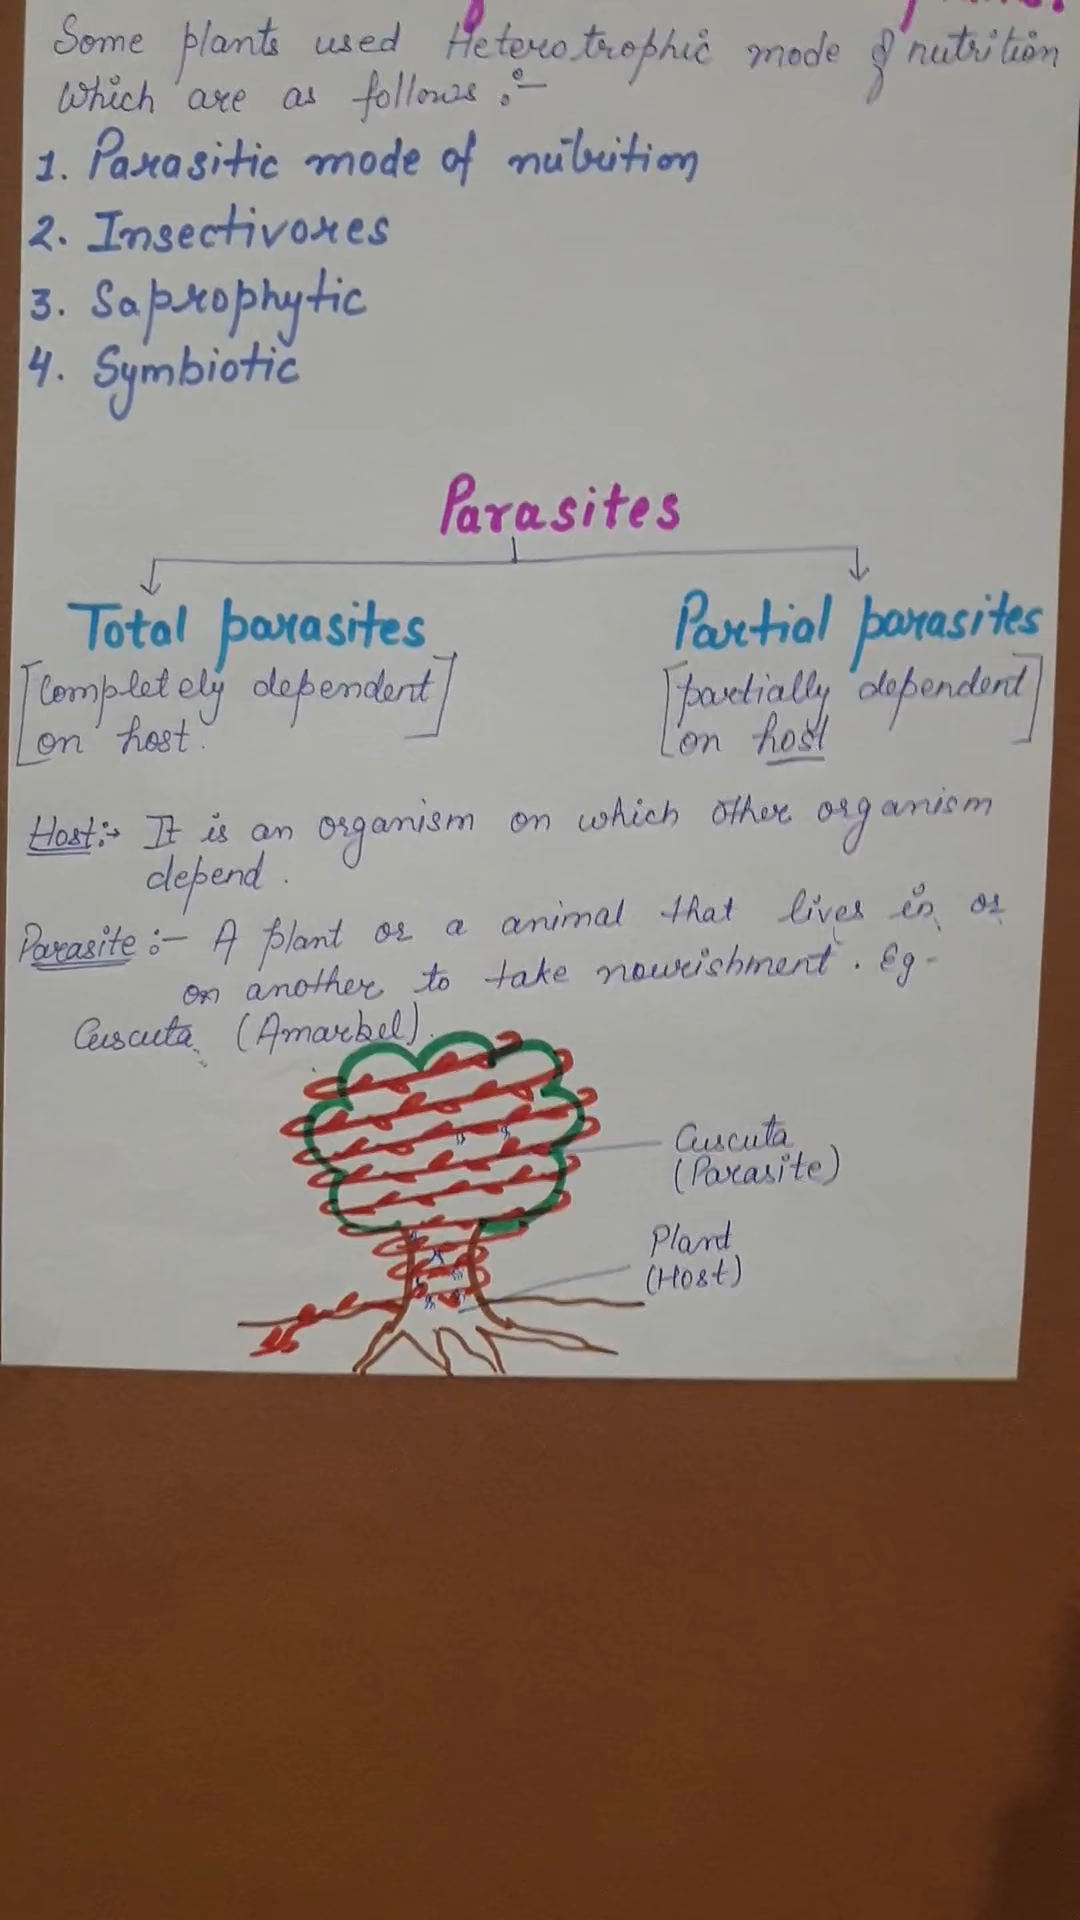 Some plants used Heterotrophic mode of nutrition
Which are as follows :-
1. Parasitic mode of nutrition
2. Insectivores
3. Saprophytic
4. Symbiotic
Parasites
Total parasites
[Completely dependent
on host.]
Partial parasites
[partially dependent
on host]
Host:→ It is an organism on which other organism
depend.
Parasite :- A plant or a animal that lives in or
on another to take nourishment. Eg-
Cuscuta (Amarbel).
Cuscuta
(Parasite)
Plant
(Host)